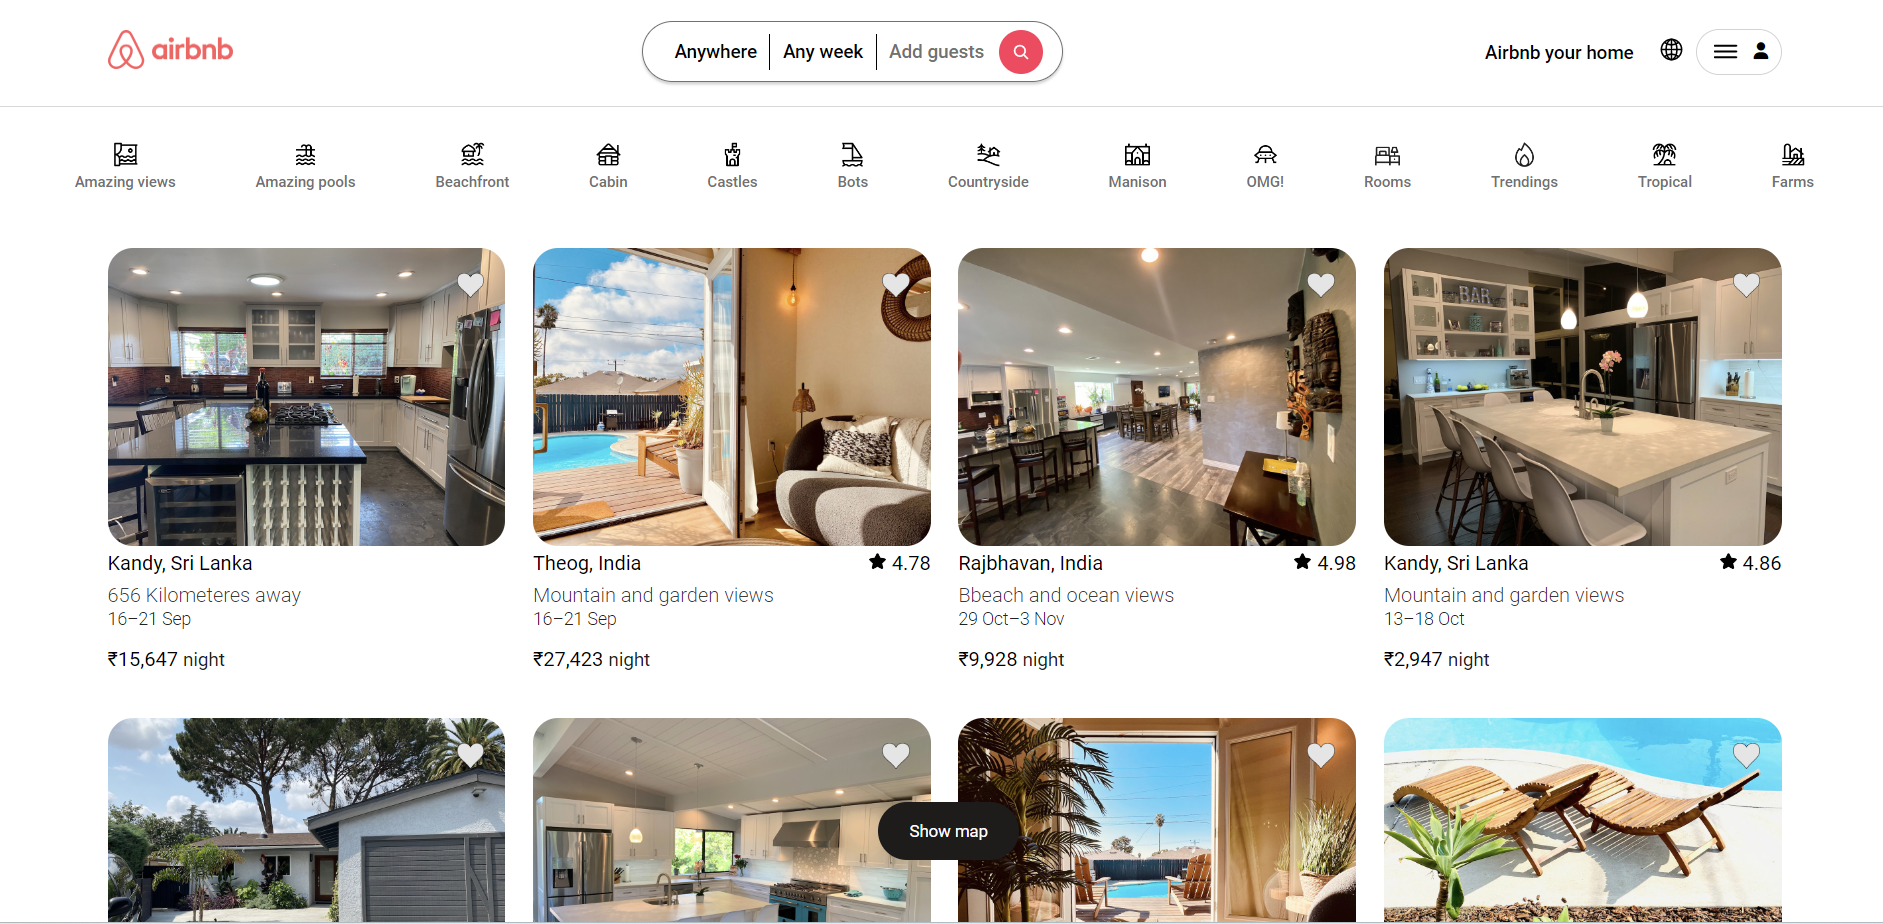 airbnb
Anywhere
Any week
Add guests
Airbnb your home
Amazing views
Amazing pools
Beachfront
Cabin
Castles
Bots
Countryside
Manison
OMG!
Rooms
Trendings
Tropical
Farms
BAR
Kandy, Sri Lanka
656 Kilometeres away
16–21 Sep
₹15,647 night
Theog, India
4.78
Mountain and garden views
16–21 Sep
₹27,423 night
Rajbhavan, India
4.98
Bbeach and ocean views
29 Oct–3 Nov
₹9,928 night
Kandy, Sri Lanka
4.86
Mountain and garden views
13–18 Oct
₹2,947 night
Show map